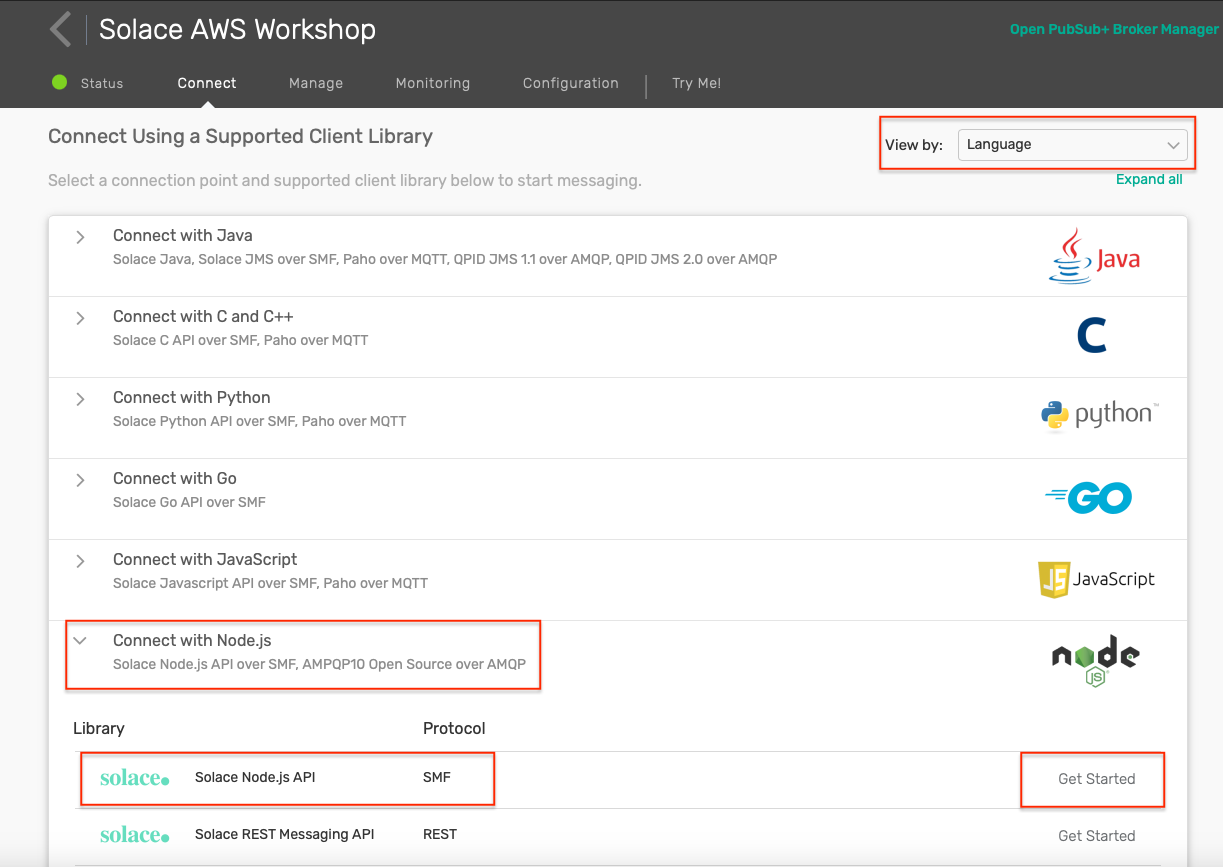 Solace AWS Workshop
Open PubSub+ Broker Manager
Status Connect Manage Monitoring Configuration Try Me!
Connect Using a Supported Client Library
View by: Language
Select a connection point and supported client library below to start messaging.
Expand all
Connect with Java
Solace Java, Solace JMS over SMF, Paho over MQTT, QPID JMS 1.1 over AMQP, QPID JMS 2.0 over AMQP
Java
Connect with C and C++
Solace C API over SMF, Paho over MQTT
C
Connect with Python
Solace Python API over SMF, Paho over MQTT
python™
Connect with Go
Solace Go API over SMF
GO
Connect with JavaScript
Solace Javascript API over SMF, Paho over MQTT
JS JavaScript
Connect with Node.js
Solace Node.js API over SMF, AMPQP10 Open Source over AMQP
node
JS
Library Protocol
solace. Solace Node.js API SMF Get Started
solace. Solace REST Messaging API REST Get Started